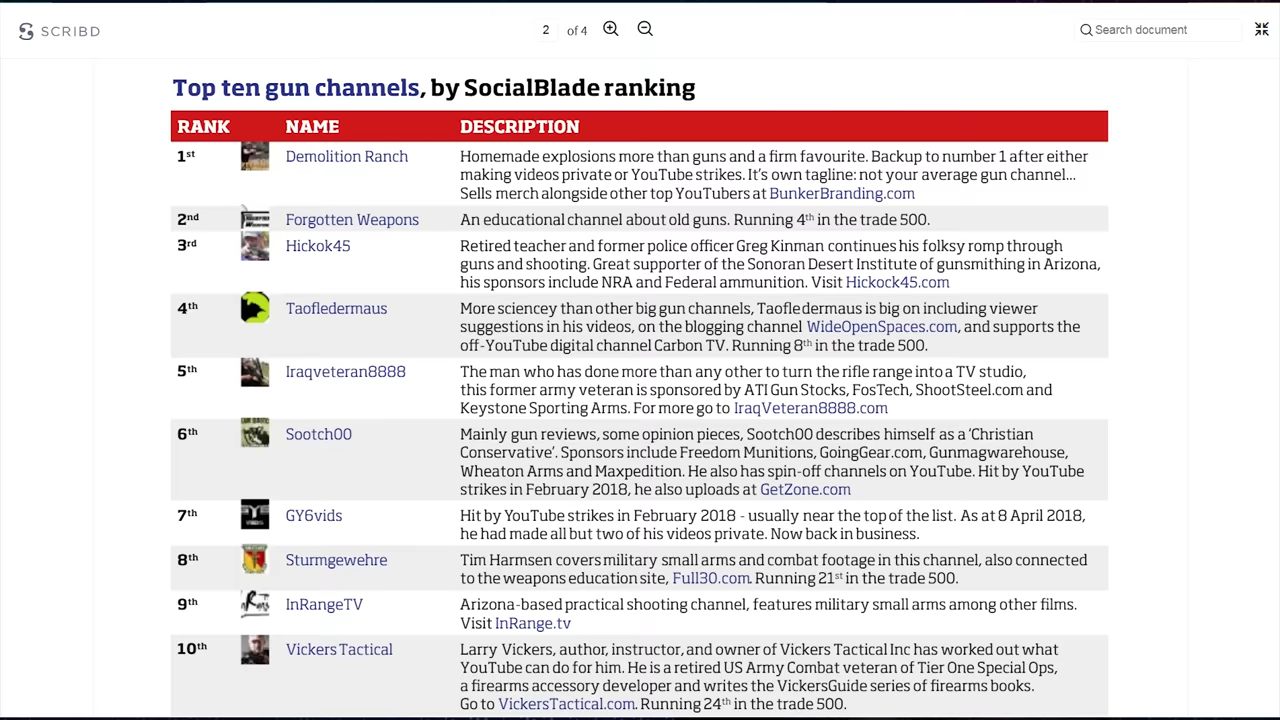 SCRIBD
2 of 4
Search document
Top ten gun channels, by SocialBlade ranking
RANK NAME DESCRIPTION
1st Demolition Ranch Homemade explosions more than guns and a firm favourite. Backup to number 1 after either
making videos private or YouTube strikes. It's own tagline: not your average gun channel...
Sells merch alongside other top YouTubers at BunkerBranding.com
2nd Forgotten Weapons An educational channel about old guns. Running 4th in the trade 500.
3rd Hickok45 Retired teacher and former police officer Greg Kinman continues his folksy romp through
guns and shooting. Great supporter of the Sonoran Desert Institute of gunsmithing in Arizona,
his sponsors include NRA and Federal ammunition. Visit Hickock45.com
4th Taofledermaus More sciencey than other big gun channels, Taofledermaus is big on including viewer
suggestions in his videos, on the blogging channel WideOpenSpaces.com, and supports the
off-YouTube digital channel Carbon TV. Running 8th in the trade 500.
5th Iraqveteran8888 The man who has done more than any other to turn the rifle range into a TV studio,
this former army veteran is sponsored by ATI Gun Stocks, FosTech, ShootSteel.com and
Keystone Sporting Arms. For more go to IraqVeteran8888.com
6th Sootch00 Mainly gun reviews, some opinion pieces, Sootch00 describes himself as a 'Christian
Conservative'. Sponsors include Freedom Munitions, GoingGear.com, Gunmagwarehouse,
Wheaton Arms and Maxpedition. He also has spin-off channels on YouTube. Hit by YouTube
strikes in February 2018, he also uploads at GetZone.com
7th GY6vids Hit by YouTube strikes in February 2018 - usually near the top of the list. As at 8 April 2018,
he had made all but two of his videos private. Now back in business.
8th Sturmgewehre Tim Harmsen covers military small arms and combat footage in this channel, also connected
to the weapons education site, Full30.com. Running 21st in the trade 500.
9th InRangeTV Arizona-based practical shooting channel, features military small arms among other films.
Visit InRange.tv
10th Vickers Tactical Larry Vickers, author, instructor, and owner of Vickers Tactical Inc has worked out what
YouTube can do for him. He is a retired US Army Combat veteran of Tier One Special Ops,
a firearms accessory developer and writes the VickersGuide series of firearms books.
Go to VickersTactical.com. Running 24th in the trade 500.